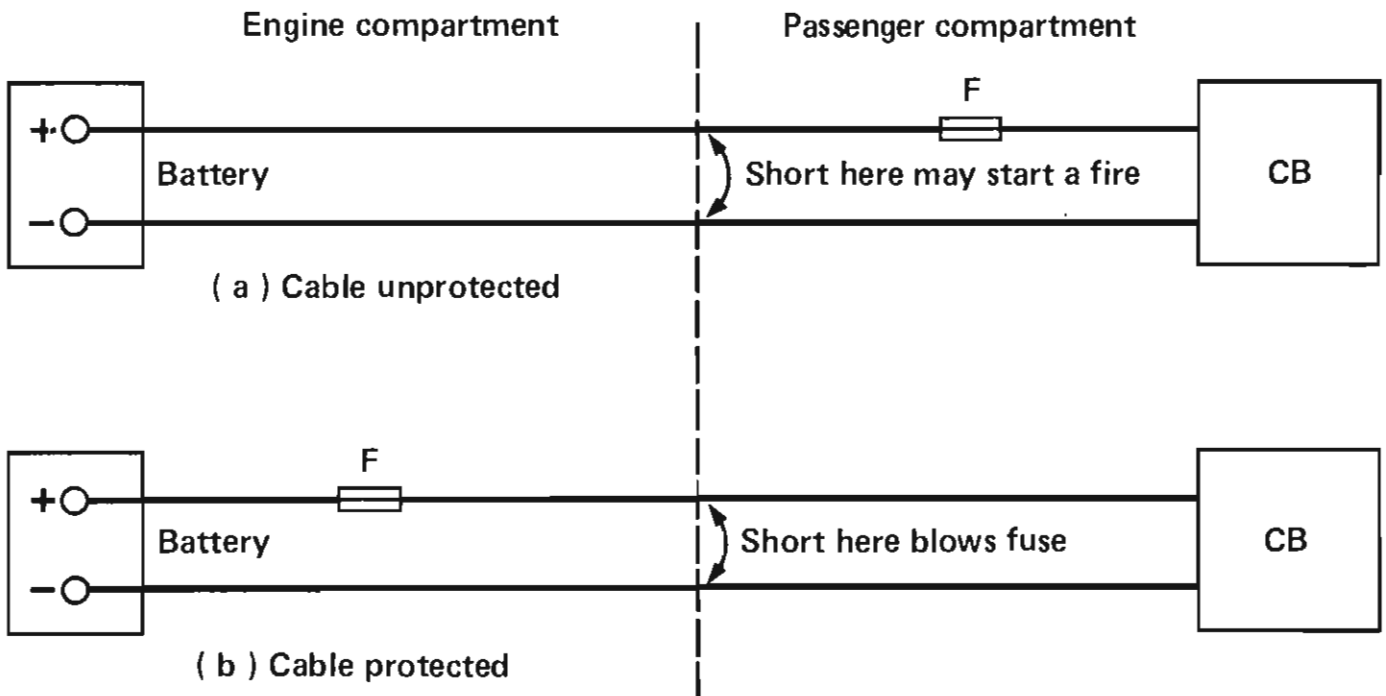 Engine compartment
Passenger compartment
F
+
Battery
Short here may start a fire
CB
−
( a ) Cable unprotected
F
+
Battery
Short here blows fuse
CB
−
( b ) Cable protected